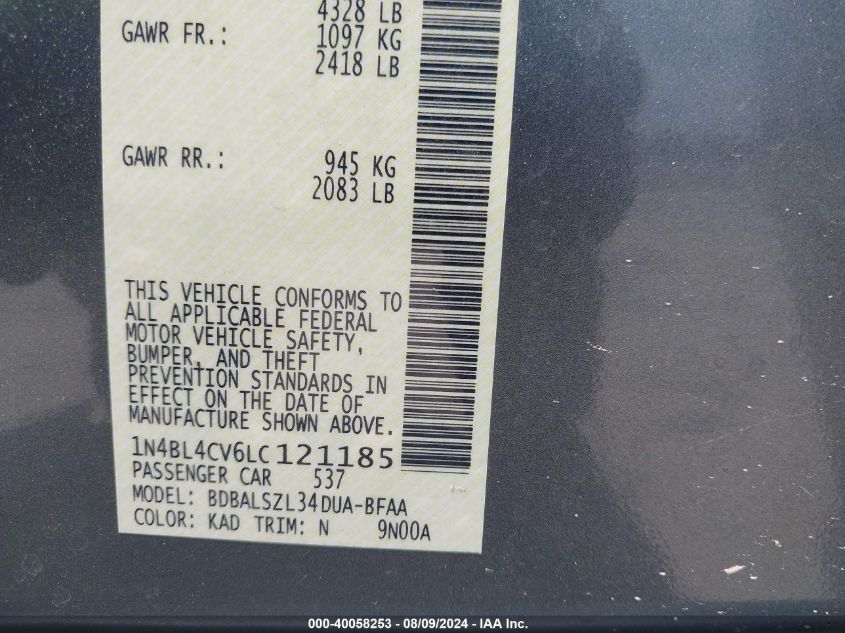 4328 LB
GAWR FR.: 1097 KG
2418 LB
GAWR RR.: 945 KG
2083 LB
THIS VEHICLE CONFORMS TO
ALL APPLICABLE FEDERAL
MOTOR VEHICLE SAFETY,
BUMPER, AND THEFT
PREVENTION STANDARDS IN
EFFECT ON THE DATE OF
MANUFACTURE SHOWN ABOVE.
1N4BL4CV6LC121185
PASSENGER CAR 537
MODEL: BDBALSZL34DUA-BFAA
COLOR: KAD TRIM: N 9N00A
000-40058253 - 08/09/2024 - IAA Inc.